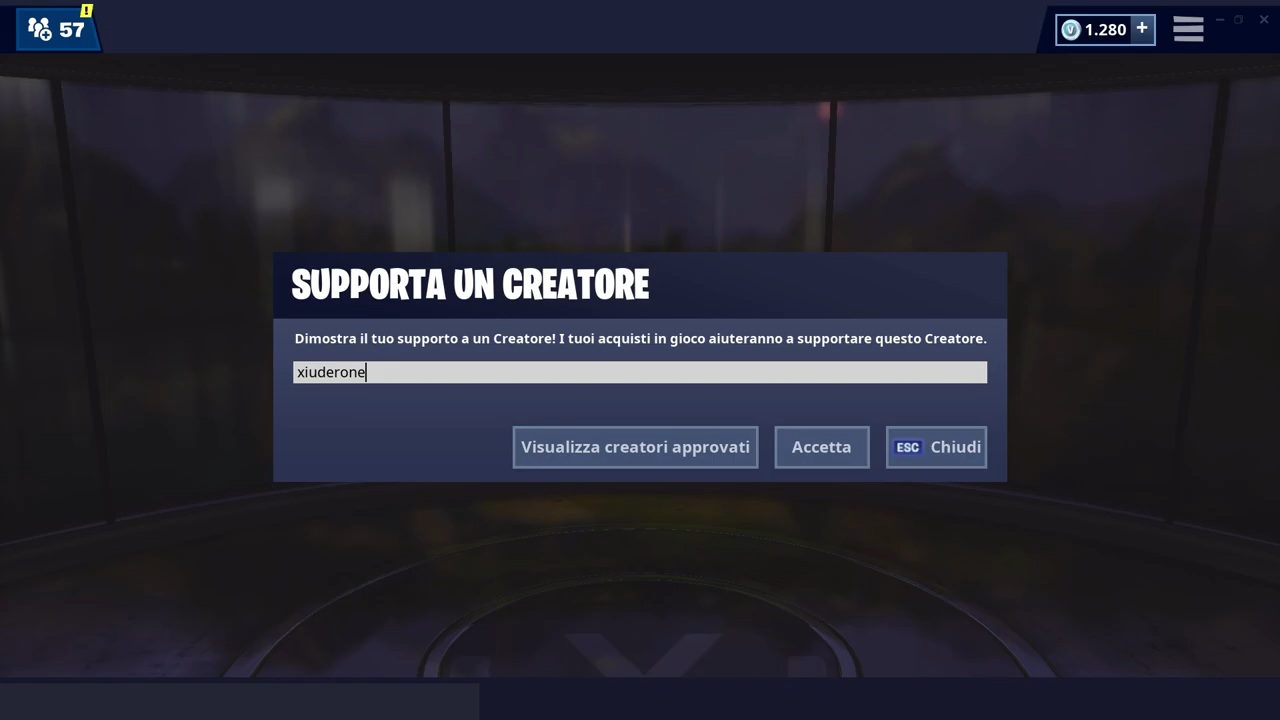 ! 57
1.280 +
SUPPORTA UN CREATORE
Dimostra il tuo supporto a un Creatore! I tuoi acquisti in gioco aiuteranno a supportare questo Creatore.
xiuderone
Visualizza creatori approvati
Accetta
ESC Chiudi